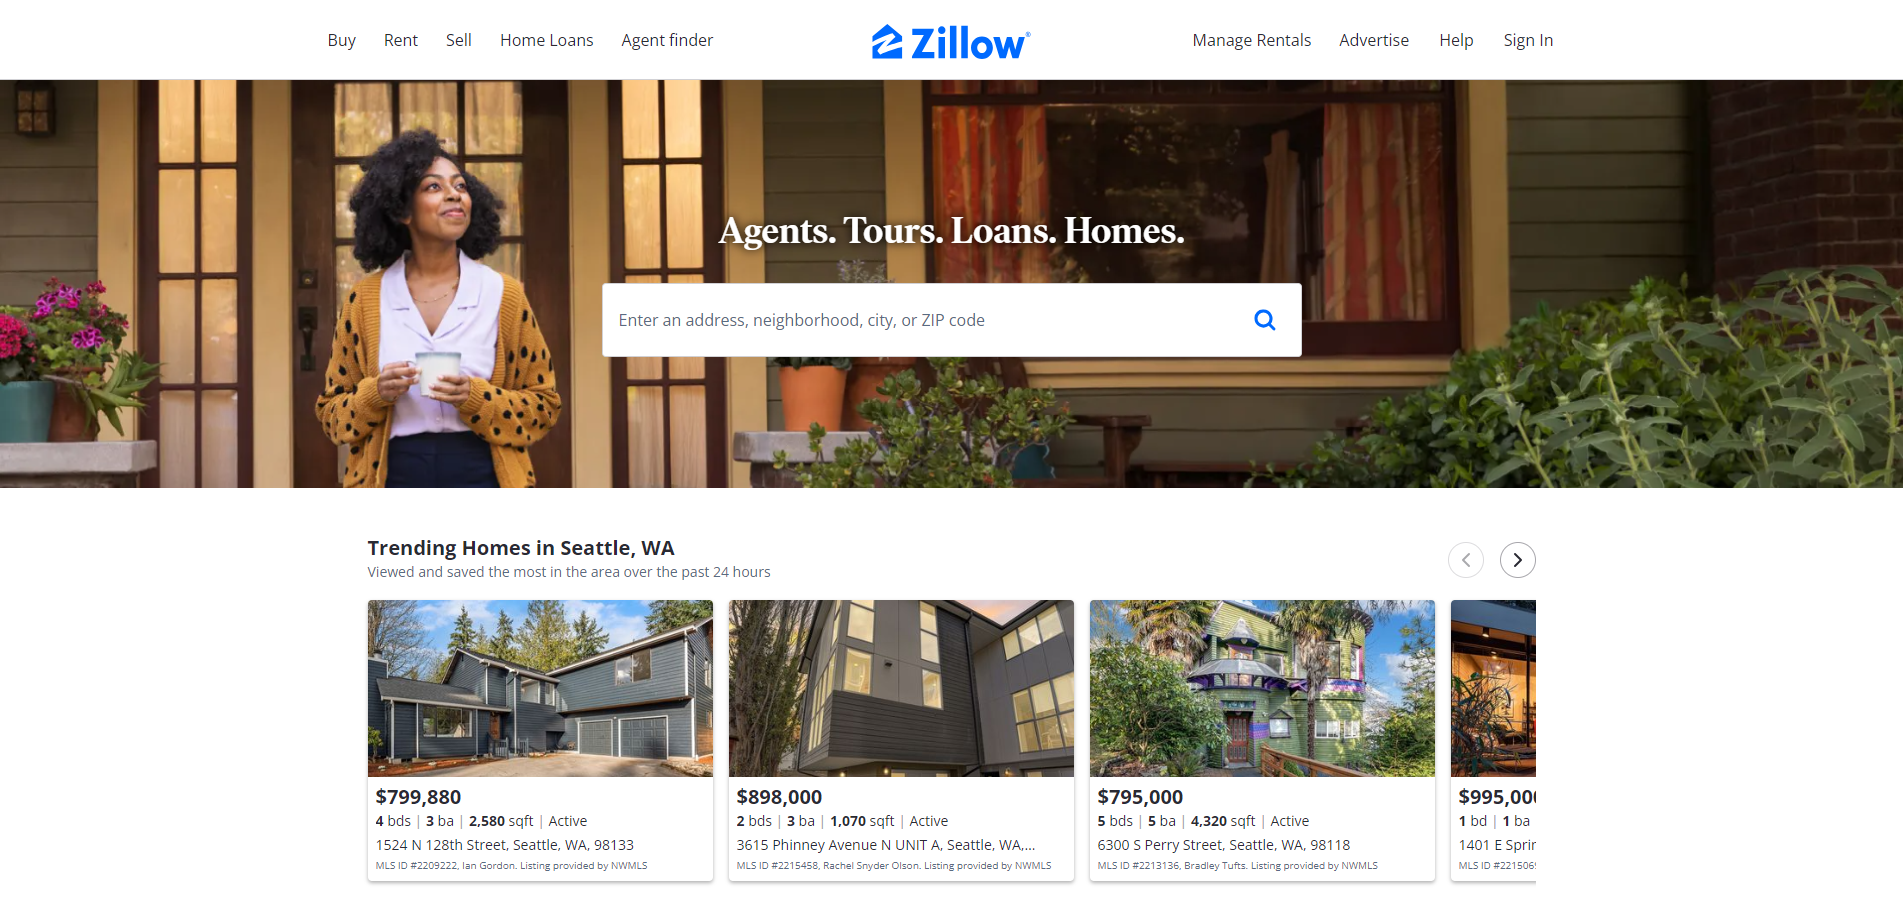 Buy Rent Sell Home Loans Agent finder Zillow® Manage Rentals Advertise Help Sign In
Agents. Tours. Loans. Homes.
Enter an address, neighborhood, city, or ZIP code
Trending Homes in Seattle, WA
Viewed and saved the most in the area over the past 24 hours
$799,880
4 bds | 3 ba | 2,580 sqft | Active
1524 N 128th Street, Seattle, WA, 98133
MLS ID #2209222, Ian Gordon. Listing provided by NWMLS
$898,000
2 bds | 3 ba | 1,070 sqft | Active
3615 Phinney Avenue N UNIT A, Seattle, WA,...
MLS ID #2215458, Rachel Snyder Olson. Listing provided by NWMLS
$795,000
5 bds | 5 ba | 4,320 sqft | Active
6300 S Perry Street, Seattle, WA, 98118
MLS ID #2213136, Bradley Tufts. Listing provided by NWMLS
$995,00
1 bd | 1 ba
1401 E
MLS ID